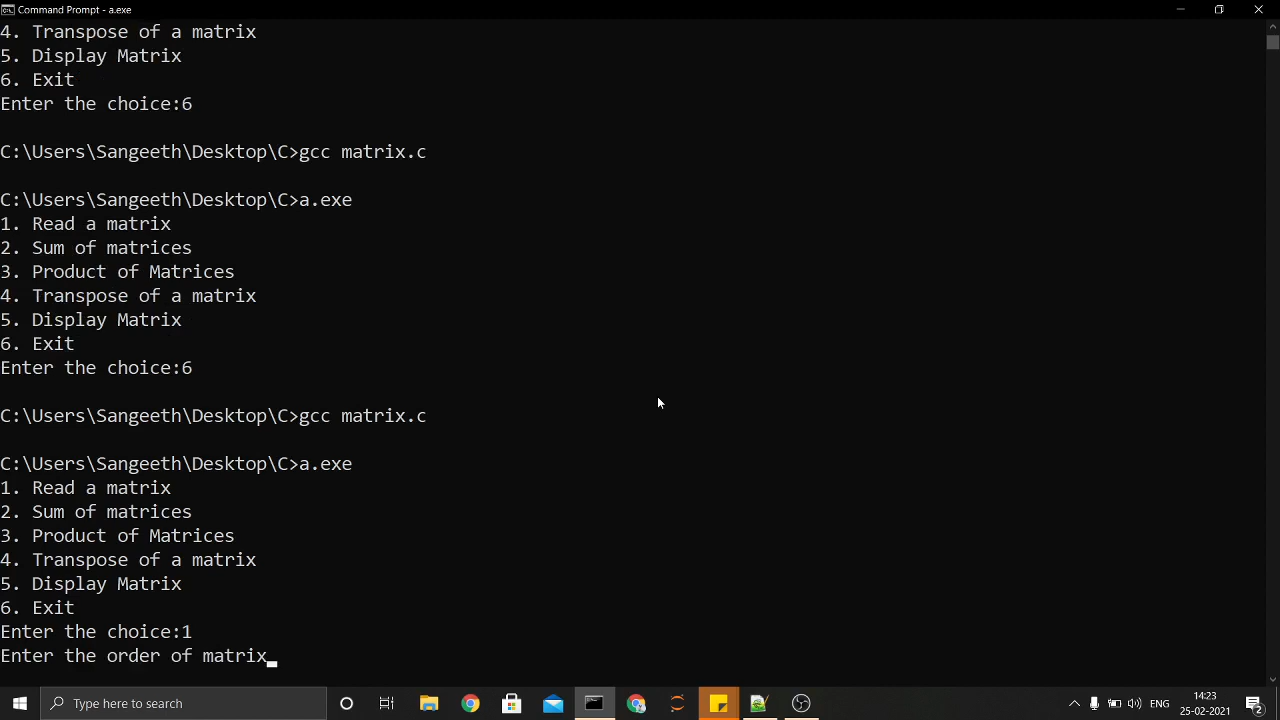 Command Prompt - a.exe
4. Transpose of a matrix
5. Display Matrix
6. Exit
Enter the choice:6
C:\Users\Sangeeth\Desktop\C>gcc matrix.c
C:\Users\Sangeeth\Desktop\C>a.exe
1. Read a matrix
2. Sum of matrices
3. Product of Matrices
4. Transpose of a matrix
5. Display Matrix
6. Exit
Enter the choice:6
C:\Users\Sangeeth\Desktop\C>gcc matrix.c
C:\Users\Sangeeth\Desktop\C>a.exe
1. Read a matrix
2. Sum of matrices
3. Product of Matrices
4. Transpose of a matrix
5. Display Matrix
6. Exit
Enter the choice:1
Enter the order of matrix
Type here to search
ENG
14:23
25-02-2021
2